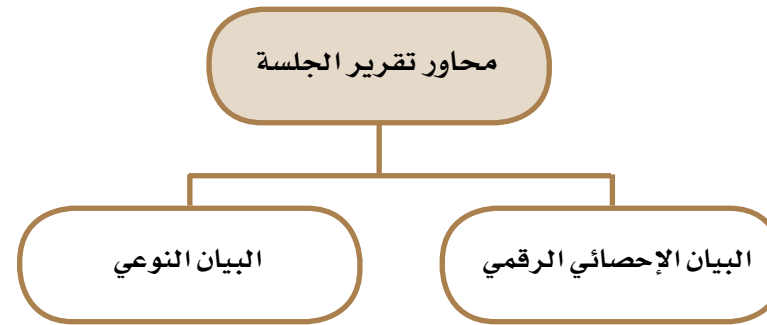 محاور تقرير الجلسة
البيان الإحصائي الرقمي
البيان النوعي